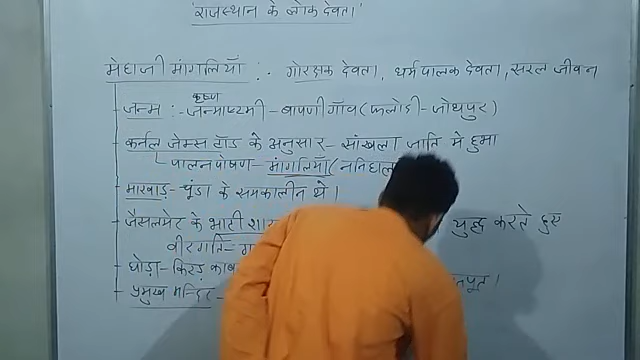 'राजस्थान के लोक देवता'
मेहाजी मांगलियाँ :- गोरक्षक देवता, धर्मपालक देवता, सरल जीवन
जन्म :- कृष्ण जन्माष्टमी - बापणी गाँव (फलोदी - जोधपुर)
कर्नल जेम्स टॉड के अनुसार - सांखला जाति मे हुआ
पालनपोषण - मांगलियाँ (ननिहाल
मारवाड़ - चूंडा के समकालीन थे।
जैसलमेर के भाटी युद्ध करते हुए
वीरगति -
घोड़ा - किरड़ काब
प्रमुख मन्दिर -